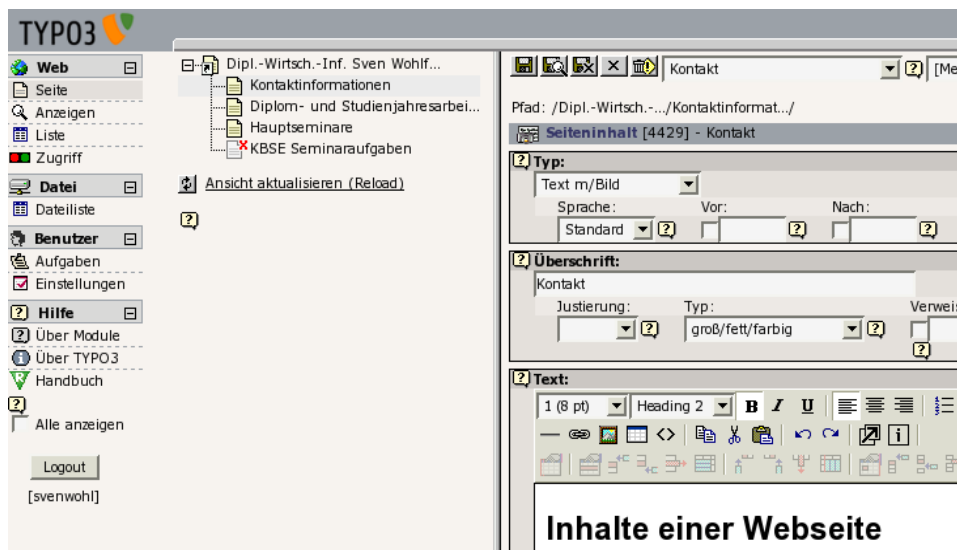 TYPO3
Web
Seite
Anzeigen
Liste
Zugriff
Datei
Dateiliste
Benutzer
Aufgaben
Einstellungen
Hilfe
Über Module
Über TYPO3
Handbuch
Alle anzeigen
Logout
[svenwohl]
Dipl.-Wirtsch.-Inf. Sven Wohlf...
Kontaktinformationen
Diplom- und Studienjahresarbei...
Hauptseminare
KBSE Seminaraufgaben
Ansicht aktualisieren (Reload)
Kontakt [Me
Pfad: /Dipl.-Wirtsch.-.../Kontaktinformat.../
Seiteninhalt [4429] - Kontakt
Typ:
Text m/Bild
Sprache: Vor: Nach:
Standard
Überschrift:
Kontakt
Justierung: Typ: Verweis
groß/fett/farbig
Text:
1 (8 pt) Heading 2 B I U
Inhalte einer Webseite